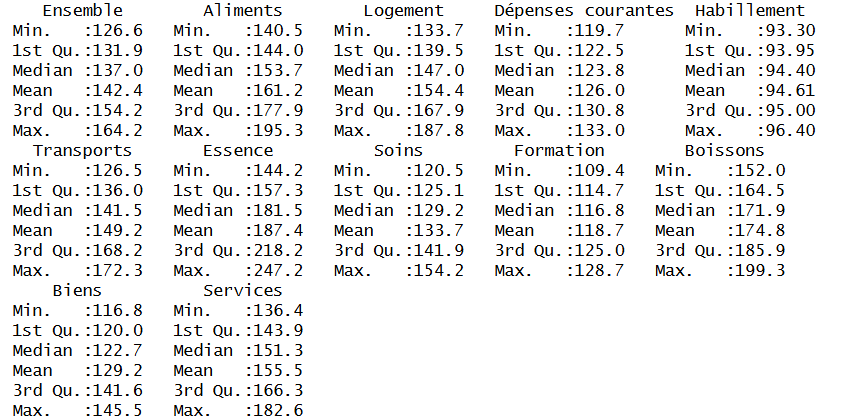 Ensemble Aliments Logement Dépenses courantes Habillement
Min. :126.6 Min. :140.5 Min. :133.7 Min. :119.7 Min. :93.30
1st Qu.:131.9 1st Qu.:144.0 1st Qu.:139.5 1st Qu.:122.5 1st Qu.:93.95
Median :137.0 Median :153.7 Median :147.0 Median :123.8 Median :94.40
Mean :142.4 Mean :161.2 Mean :154.4 Mean :126.0 Mean :94.61
3rd Qu.:154.2 3rd Qu.:177.9 3rd Qu.:167.9 3rd Qu.:130.8 3rd Qu.:95.00
Max. :164.2 Max. :195.3 Max. :187.8 Max. :133.0 Max. :96.40
Transports Essence Soins Formation Boissons
Min. :126.5 Min. :144.2 Min. :120.5 Min. :109.4 Min. :152.0
1st Qu.:136.0 1st Qu.:157.3 1st Qu.:125.1 1st Qu.:114.7 1st Qu.:164.5
Median :141.5 Median :181.5 Median :129.2 Median :116.8 Median :171.9
Mean :149.2 Mean :187.4 Mean :133.7 Mean :118.7 Mean :174.8
3rd Qu.:168.2 3rd Qu.:218.2 3rd Qu.:141.9 3rd Qu.:125.0 3rd Qu.:185.9
Max. :172.3 Max. :247.2 Max. :154.2 Max. :128.7 Max. :199.3
Biens Services
Min. :116.8 Min. :136.4
1st Qu.:120.0 1st Qu.:143.9
Median :122.7 Median :151.3
Mean :129.2 Mean :155.5
3rd Qu.:141.6 3rd Qu.:166.3
Max. :145.5 Max. :182.6